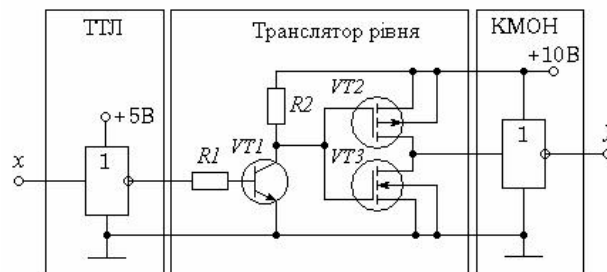 ТТЛ
Транслятор рівня
КМОН
+10В
+5В
VT2
R2
1
R1
VT1
VT3
1
x
y